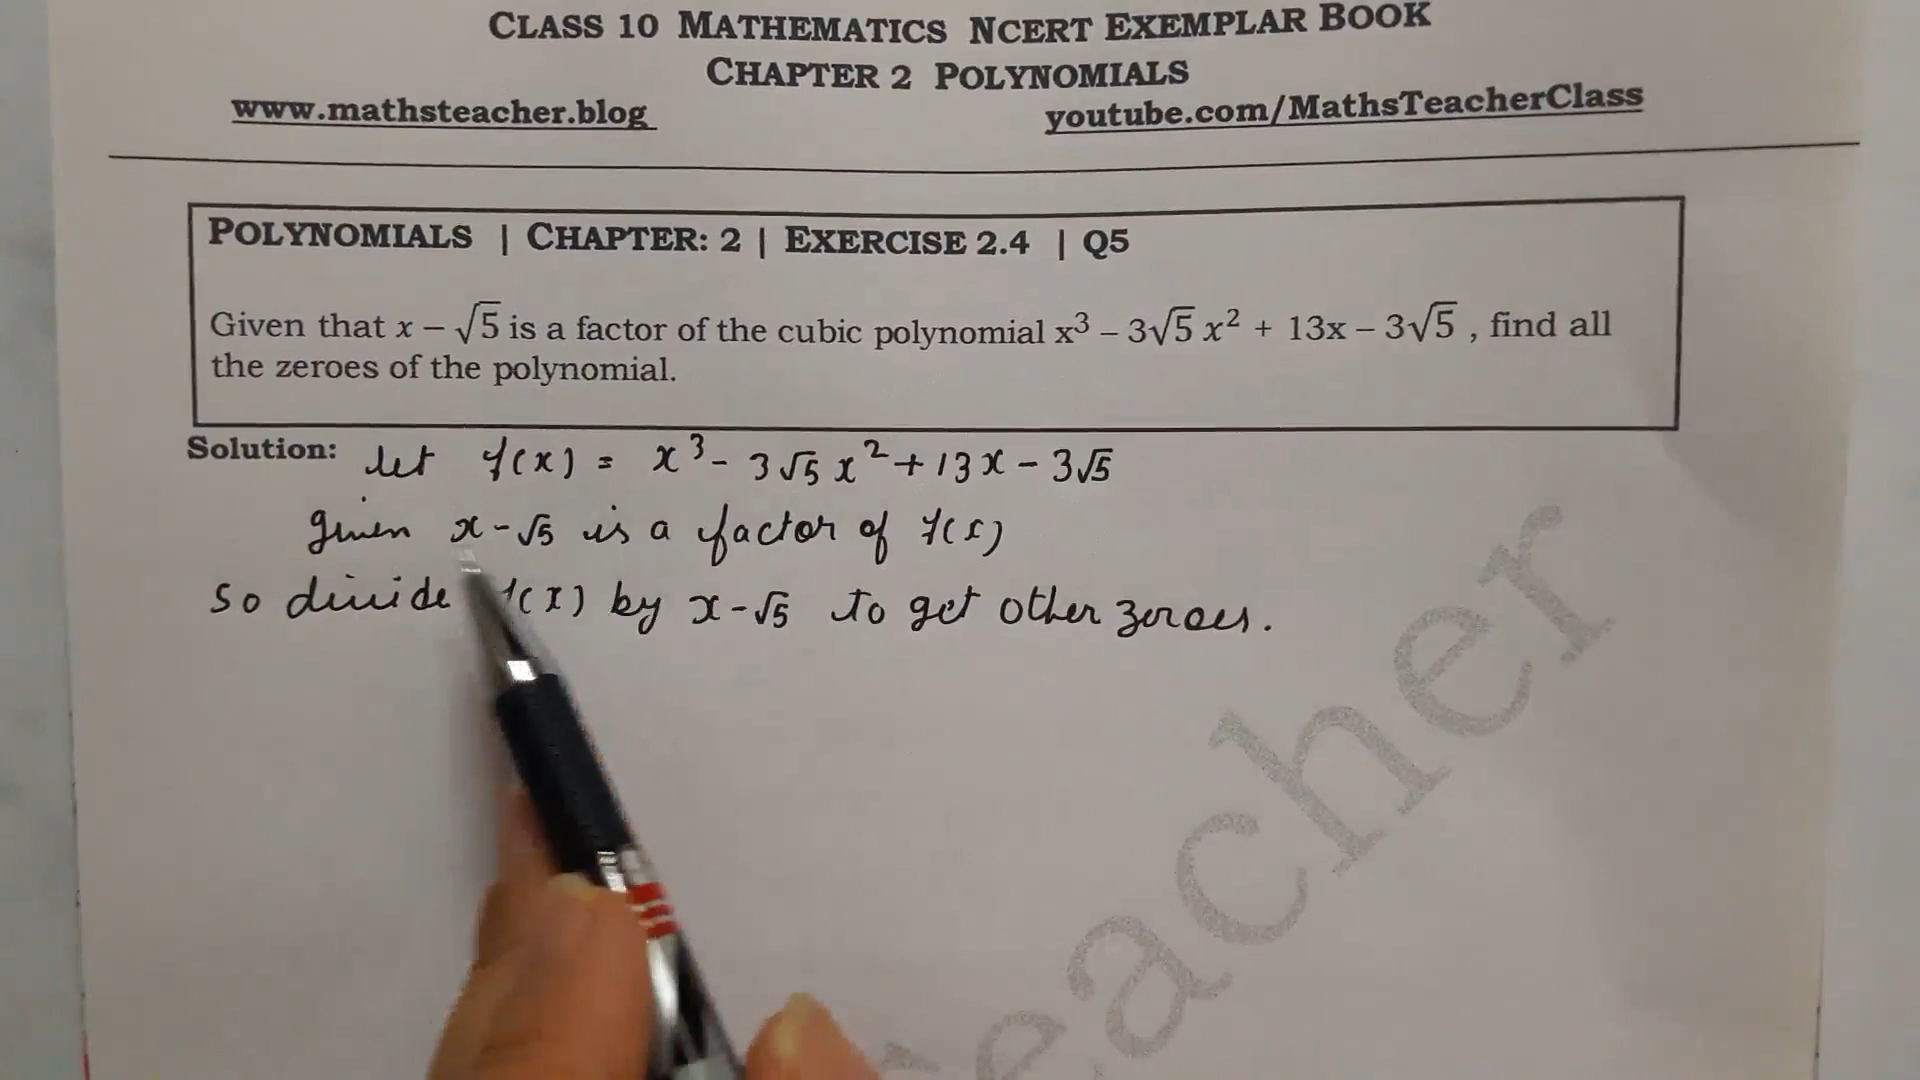 CLASS 10 MATHEMATICS NCERT EXEMPLAR BOOK
CHAPTER 2 POLYNOMIALS
www.mathsteacher.blog youtube.com/MathsTeacherClass
POLYNOMIALS | CHAPTER: 2 | EXERCISE 2.4 | Q5
Given that x – √5 is a factor of the cubic polynomial x³ – 3√5 x² + 13x – 3√5 , find all
the zeroes of the polynomial.
Solution: let f(x) = x³ - 3√5 x² + 13x - 3√5
given x - √5 is a factor of f(x)
So divide f(x) by x - √5 to get other zeroes.
eacher